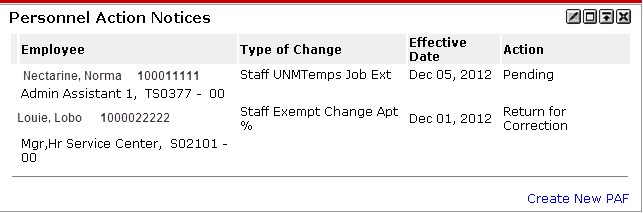 Personnel Action Notices
Employee Type of Change Effective Date Action
Nectarine, Norma 100011111 Staff UNMTemps Job Ext Dec 05, 2012 Pending
Admin Assistant 1, TS0377 - 00
Louie, Lobo 1000022222 Staff Exempt Change Apt % Dec 01, 2012 Return for Correction
Mgr,Hr Service Center, S02101 -
00
Create New PAF